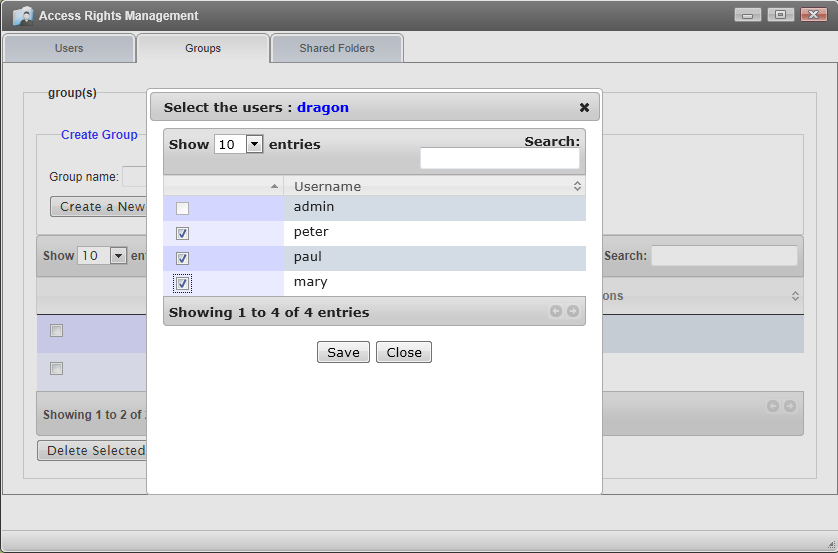 Access Rights Management
Users
Groups
Shared Folders
group(s)
Create Group
Group name:
Create a New
Show 10 en
Search:
ons
Showing 1 to 2 of
Delete Selected
Select the users : dragon
Show 10 entries
Search:
Username
admin
peter
paul
mary
Showing 1 to 4 of 4 entries
Save
Close